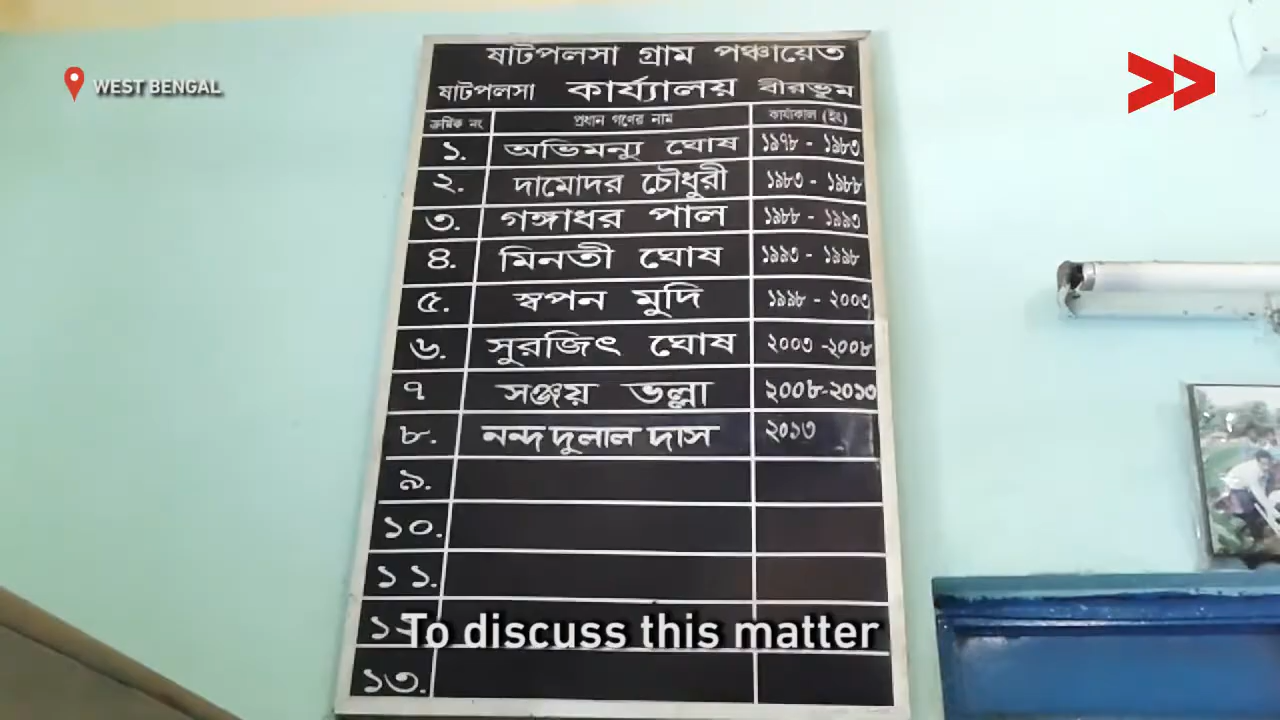 WEST BENGAL
ষাটপলসা গ্রাম পঞ্চায়েত
ষাটপলসা কার্য্যালয় বীরভূম
ক্রমিক নং প্রধান গণের নাম কার্য্যকাল (ইং)
১. অভিমন্যু ঘোষ ১৯৭৮ - ১৯৮৩
২. দামোদর চৌধুরী ১৯৮৩ - ১৯৮৮
৩. গঙ্গাধর পাল ১৯৮৮ - ১৯৯৩
৪. মিনতী ঘোষ ১৯৯৩ - ১৯৯৮
৫. স্বপন মুদি ১৯৯৮ - ২০০৩
৬. সুরজিৎ ঘোষ ২০০৩ -২০০৮
৭ সঞ্জয় ভল্লা ২০০৮-২০১৩
৮. নন্দ দুলাল দাস ২০১৩
৯.
১০.
১১.
১২
To discuss this matter
১৩.